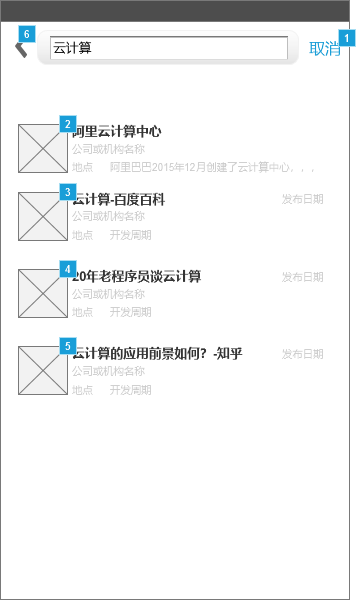 6
云计算
取消
1
2
阿里云计算中心
公司或机构名称
地点 阿里巴巴2015年12月创建了云计算中心．．．
3
云计算-百度百科 发布日期
公司或机构名称
地点 开发周期
4
20年老程序员谈云计算 发布日期
公司或机构名称
地点 开发周期
5
云计算的应用前景如何？-知乎 发布日期
公司或机构名称
地点 开发周期